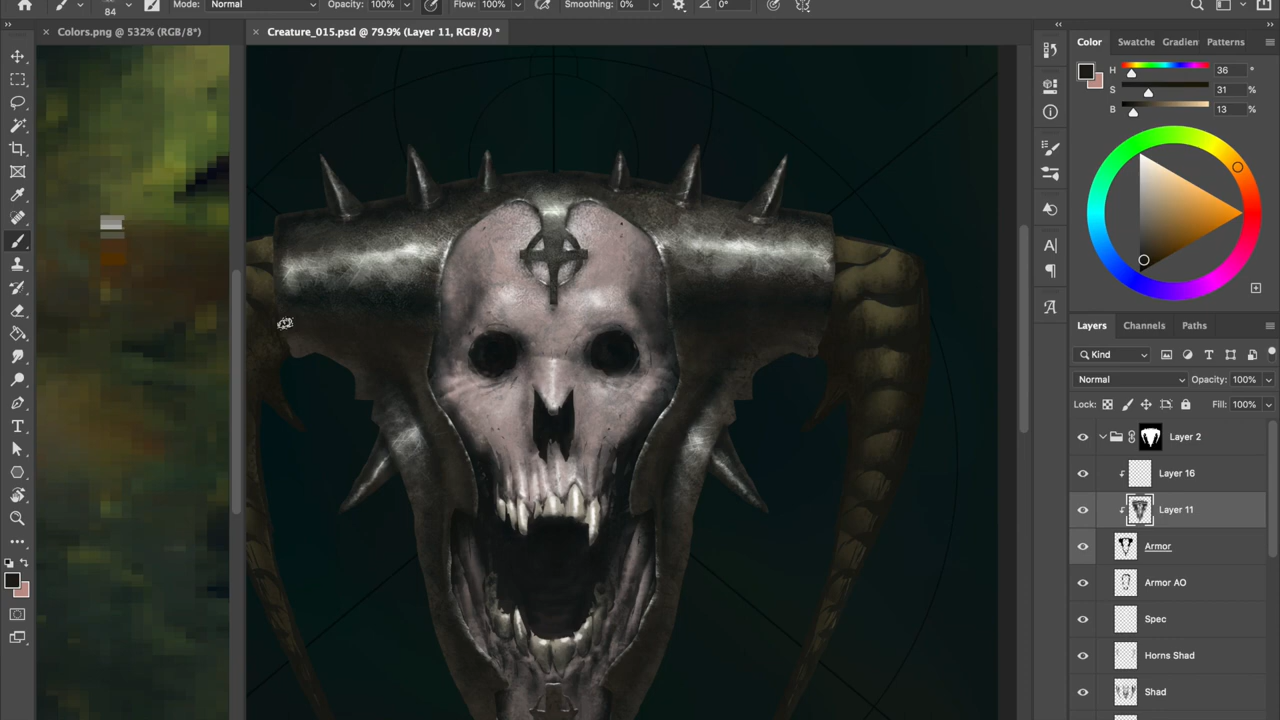 84 Mode: Normal Opacity: 100% Flow: 100% Smoothing: 0% 0°
Colors.png @ 532% (RGB/8*)
Creature_015.psd @ 79.9% (Layer 11, RGB/8) *
Color Swatche Gradien Patterns
H 36 °
S 31 %
B 13 %
Layers Channels Paths
Kind
Normal Opacity: 100%
Lock: Fill: 100%
Layer 2
Layer 16
Layer 11
Armor
Armor AO
Spec
Horns Shad
Shad